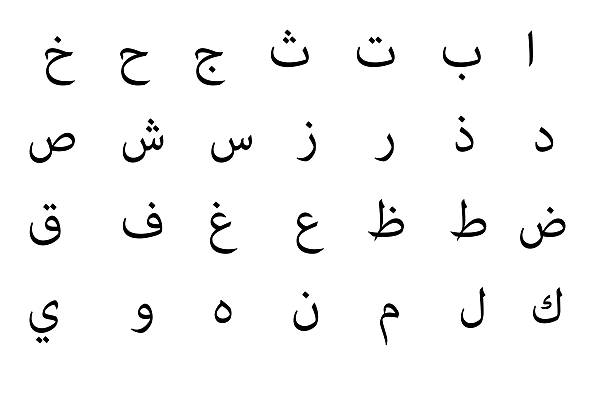 ا ب ت ث ج ح خ
د ذ ر ز س ش ص
ض ط ظ ع غ ف ق
ك ل م ن ه و ي